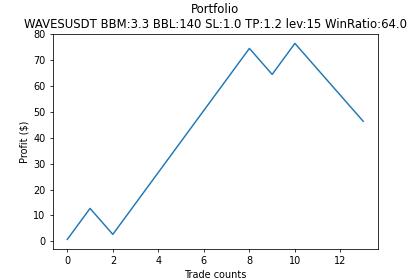 Portfolio
WAVESUSDT BBM:3.3 BBL:140 SL:1.0 TP:1.2 lev:15 WinRatio:64.0
80
70
60
50
40
30
20
10
0
Profit ($)
0 2 4 6 8 10 12
Trade counts